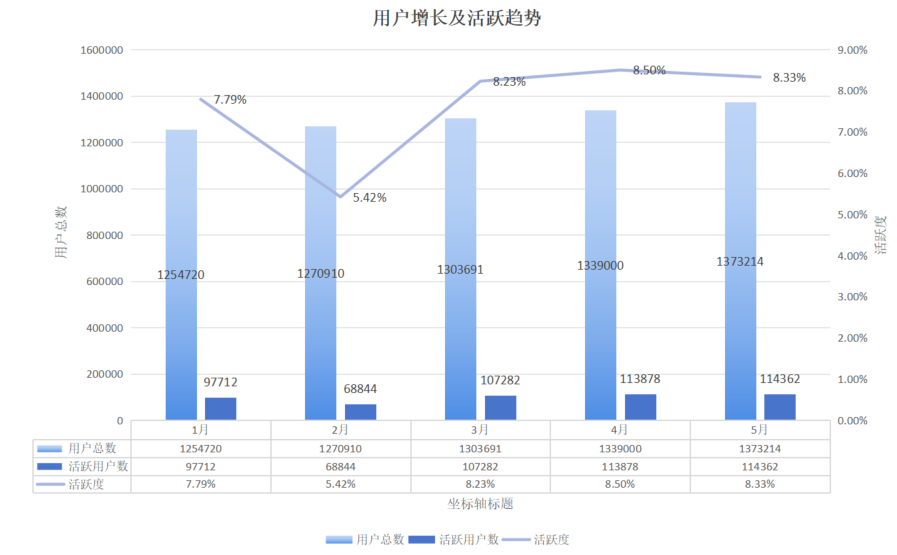 用户增长及活跃趋势
1600000 9.00%
1400000 8.00%
1200000 7.00%
1000000 6.00%
800000 5.00%
600000 4.00%
400000 3.00%
200000 2.00%
0 1.00%
0.00%
用户总数
活跃度
7.79% 5.42% 8.23% 8.50% 8.33%
1254720 1270910 1303691 1339000 1373214
97712 68844 107282 113878 114362
1月 2月 3月 4月 5月
用户总数 1254720 1270910 1303691 1339000 1373214
活跃用户数 97712 68844 107282 113878 114362
活跃度 7.79% 5.42% 8.23% 8.50% 8.33%
坐标轴标题
用户总数 活跃用户数 活跃度